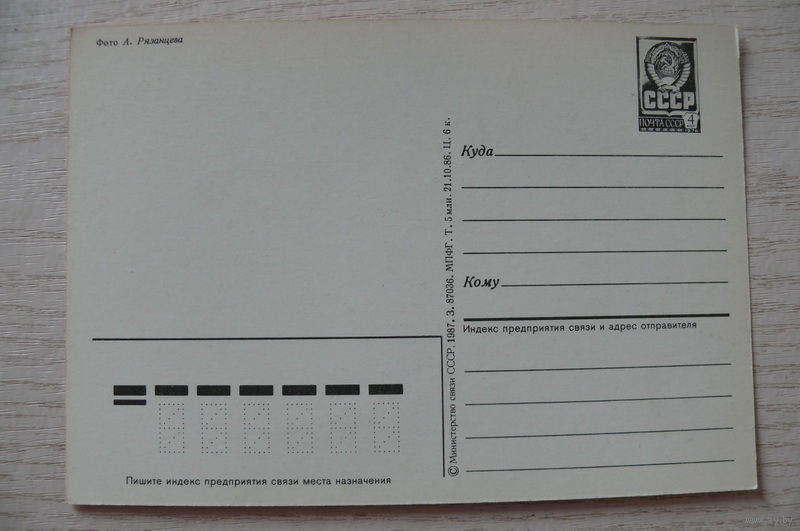 Фото А. Рязанцева
СССР
ПОЧТА СССР 4
Куда
Кому
Индекс предприятия связи и адрес отправителя
© Министерство связи СССР, 1987. З. 87036. МПФГ. Т. 5 млн. 21.10.86. Ц. 6 к.
Пишите индекс предприятия связи места назначения